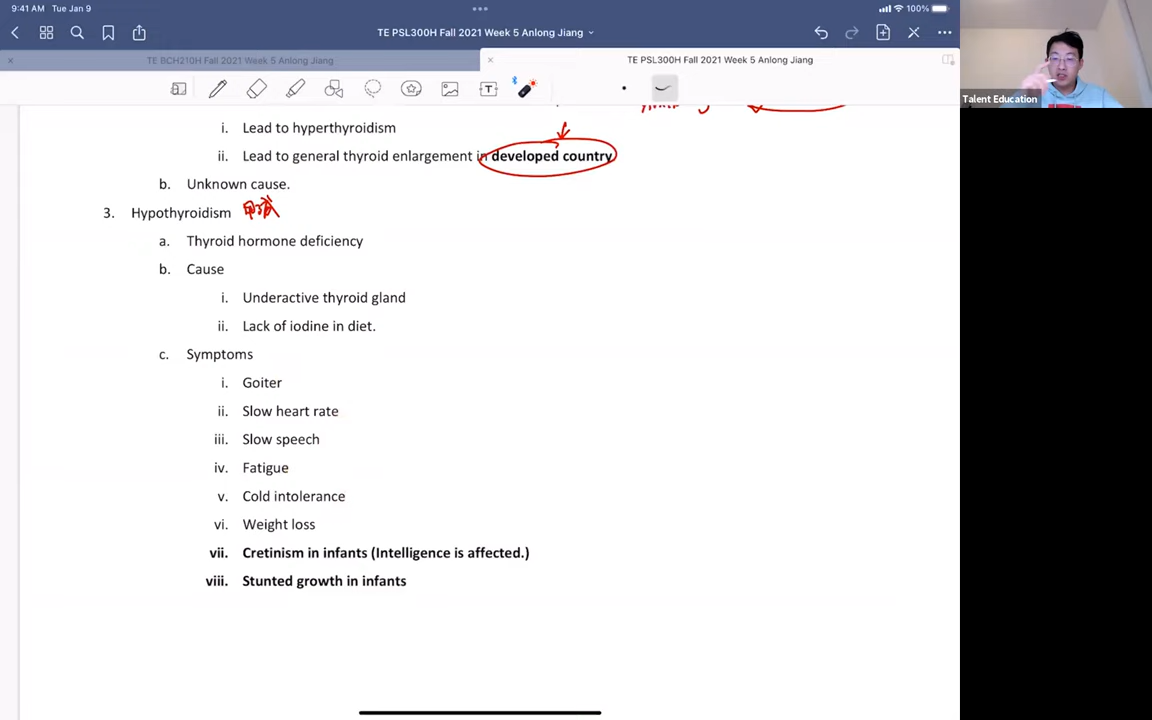 9:41 AM Tue Jan 9
100%
TE PSL300H Fall 2021 Week 5 Anlong Jiang
TE BCH210H Fall 2021 Week 5 Anlong Jiang
TE PSL300H Fall 2021 Week 5 Anlong Jiang
Talent Education
i. Lead to hyperthyroidism
ii. Lead to general thyroid enlargement in developed country
b. Unknown cause.
3. Hypothyroidism 甲减
a. Thyroid hormone deficiency
b. Cause
i. Underactive thyroid gland
ii. Lack of iodine in diet.
c. Symptoms
i. Goiter
ii. Slow heart rate
iii. Slow speech
iv. Fatigue
v. Cold intolerance
vi. Weight loss
vii. Cretinism in infants (Intelligence is affected.)
viii. Stunted growth in infants